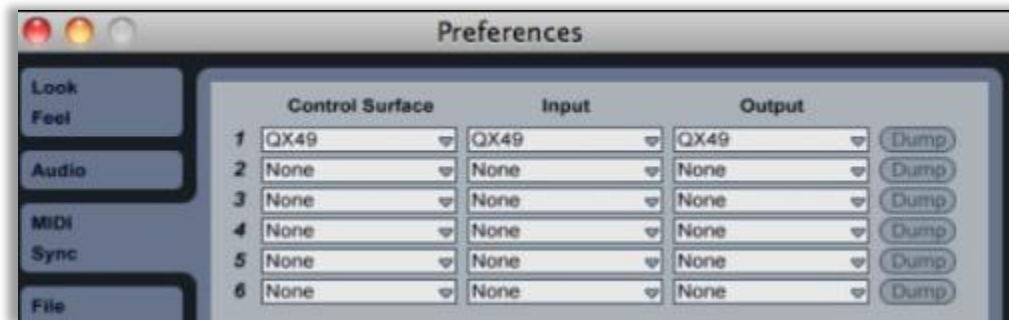 Preferences
Look
Feel
Audio
MIDI
Sync
File
Control Surface Input Output
1 QX49 QX49 QX49 Dump
2 None None None Dump
3 None None None Dump
4 None None None Dump
5 None None None Dump
6 None None None Dump